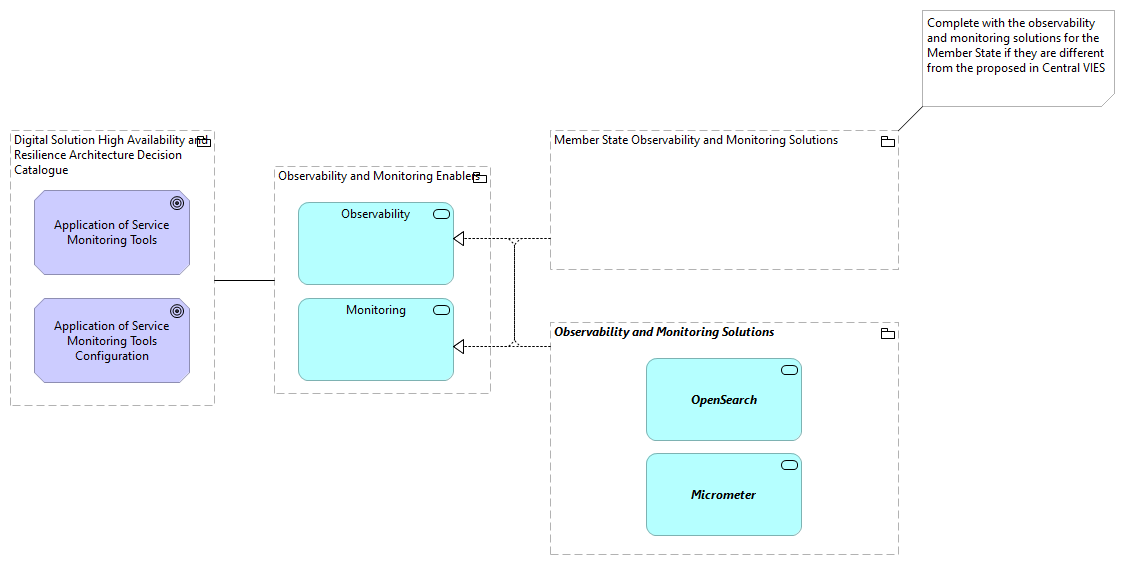 Complete with the observability
and monitoring solutions for the
Member State if they are different
from the proposed in Central VIES
Digital Solution High Availability and
Resilience Architecture Decision
Catalogue
Application of Service
Monitoring Tools
Application of Service
Monitoring Tools
Configuration
Observability and Monitoring Enablers
Observability
Monitoring
Member State Observability and Monitoring Solutions
Observability and Monitoring Solutions
OpenSearch
Micrometer